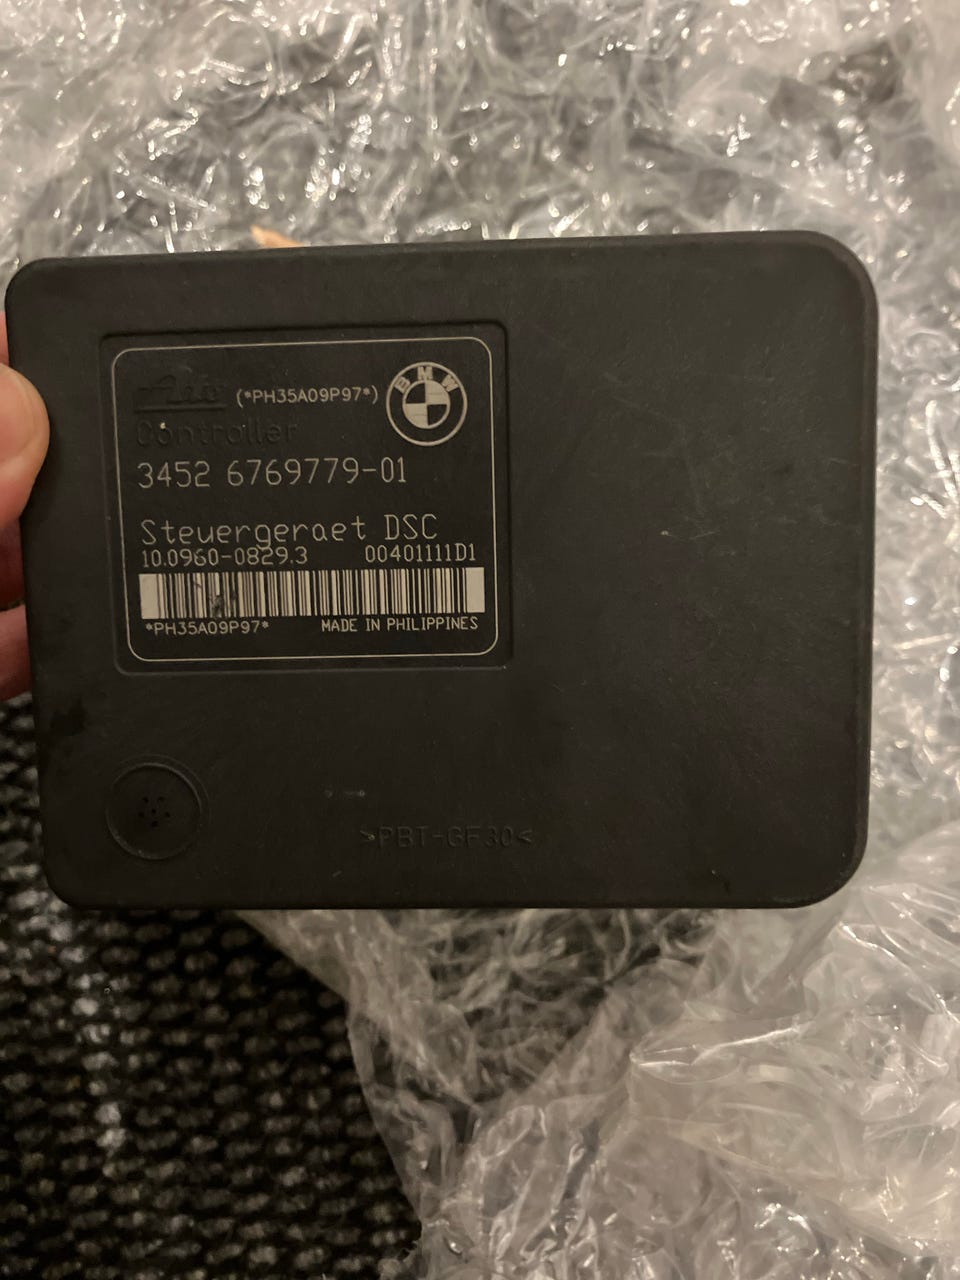 Ate (*PH35A09P97*) BMW
Controller
3452 6769779-01
Steuergeraet DSC
10.0960-0829.3 00401111D1
*PH35A09P97* MADE IN PHILIPPINES
>PBT-GF30<